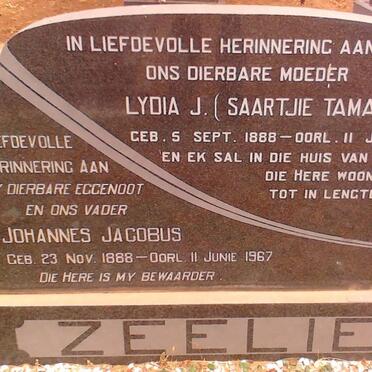 IN LIEFDEVOLLE HERINNERING AAN
ONS DIERBARE MOEDER
LYDIA J. (SAARTJIE TAMA
GEB. 5 SEPT. 1888 - OORL. 11 J
EN EK SAL IN DIE HUIS VAN
DIE HERE WOON
TOT IN LENGTE
EFDEVOLLE
RINNERING AAN
DIERBARE EGGENOOT
EN ONS VADER
JOHANNES JACOBUS
GEB. 23 NOV. 1888 - OORL. 11 JUNIE 1967
DIE HERE IS MY BEWAARDER.
ZEELIE